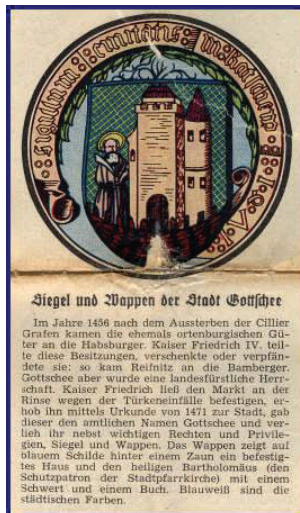 Sigillum
Civitatis
in
Siegel und Wappen der Stadt Gottschee
Im Jahre 1456 nach dem Aussterben der Cillier
Grafen kamen die ehemals ortenburgischen Gü-
ter an die Habsburger. Kaiser Friedrich IV. teil-
te diese Besitzungen, verschenkte oder verpfän-
dete sie: so kam Reifnitz an die Bamberger.
Gottschee aber wurde eine landesfürstliche Herr-
schaft. Kaiser Friedrich ließ den Markt an der
Rinse wegen der Türkeneinfälle befestigen, er-
hob ihn mittels Urkunde von 1471 zur Stadt, gab
dieser den amtlichen Namen Gottschee und ver-
lieh ihr nebst wichtigen Rechten und Privile-
gien, Siegel und Wappen. Das Wappen zeigt auf
blauem Schilde hinter einem Zaun ein befestig-
tes Haus und den heiligen Bartholomäus (den
Schutzpatron der Stadtpfarrkirche) mit einem
Schwert und einem Buch. Blauweiß sind die
städtischen Farben.